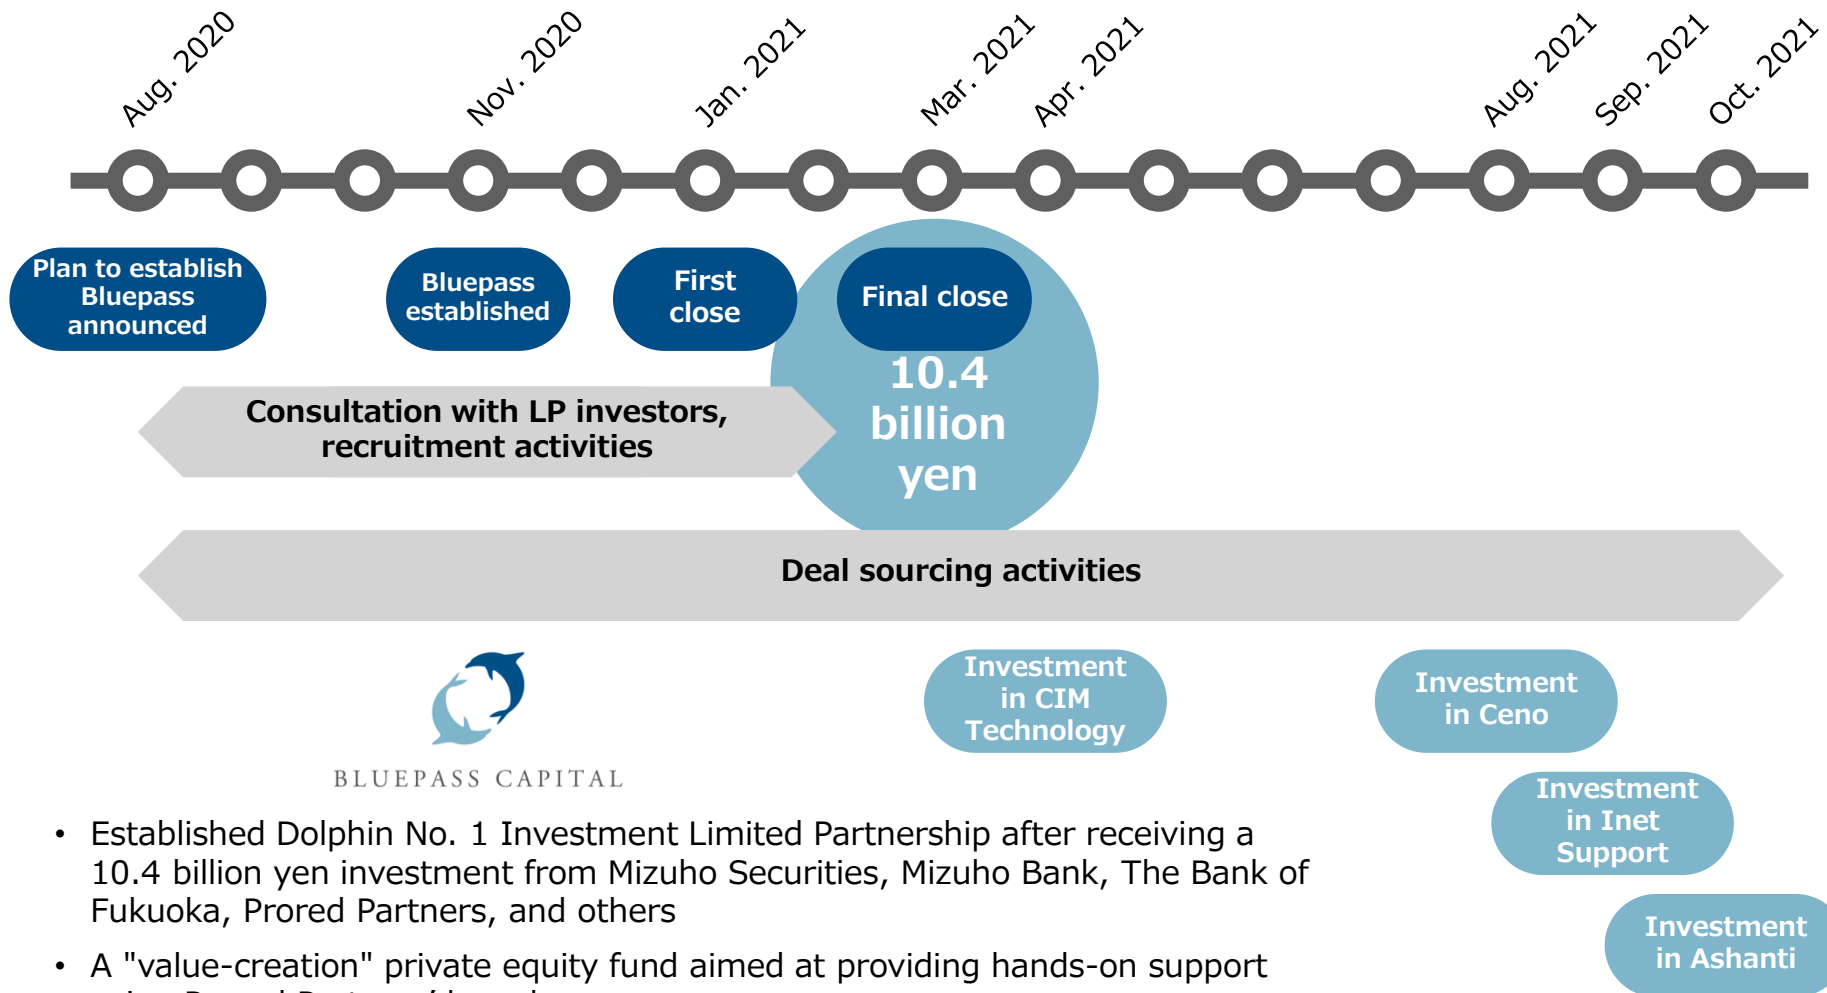 Aug. 2020
Nov. 2020
Jan. 2021
Mar. 2021
Apr. 2021
Aug. 2021
Sep. 2021
Oct. 2021
Plan to establish
Bluepass
announced
Bluepass
established
First
close
Final close
10.4
billion
yen
Consultation with LP investors,
recruitment activities
Deal sourcing activities
Investment
in CIM
Technology
Investment
in Ceno
Investment
in Inet
Support
Investment
in Ashanti
BLUEPASS CAPITAL
• Established Dolphin No. 1 Investment Limited Partnership after receiving a
10.4 billion yen investment from Mizuho Securities, Mizuho Bank, The Bank of
Fukuoka, Prored Partners, and others
• A "value-creation" private equity fund aimed at providing hands-on support